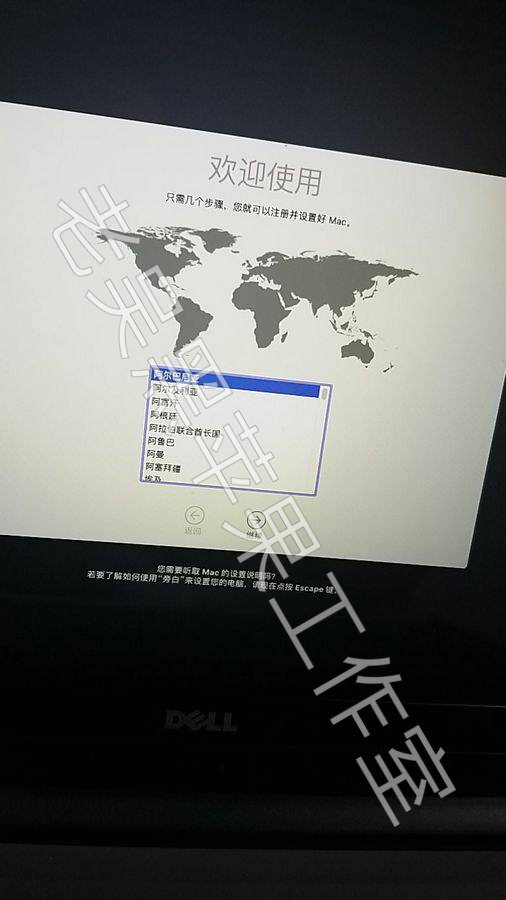 欢迎使用
只需几个步骤，您就可以注册并设置好 Mac。
阿尔巴尼亚
阿尔及利亚
阿富汗
阿根廷
阿拉伯联合酋长国
阿鲁巴
阿曼
阿塞拜疆
埃及
返回
继续
您需要听取 Mac 的设置说明吗？
若要了解如何使用“旁白”来设置您的电脑，请现在点按 Escape 键。
DELL
老吴黑苹果工作室